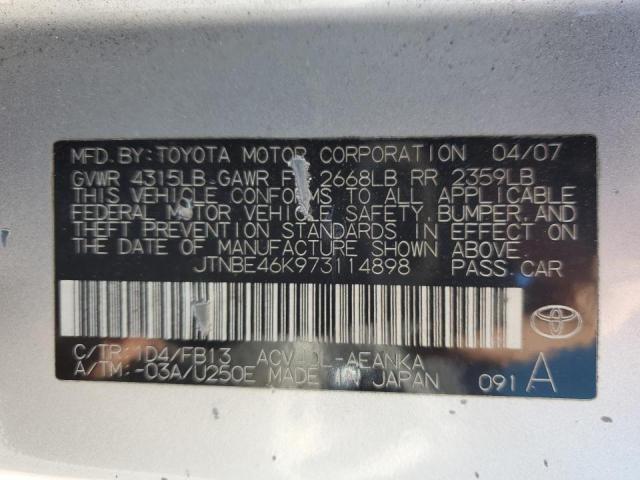 MFD. BY: TOYOTA MOTOR CORPORATION 04/07
GVWR 4315LB GAWR 2668LB RR 2359LB
THIS VEHICLE CONFORMS TO ALL APPLICABLE
FEDERAL MOTOR VEHICLE SAFETY, BUMPER, AND
THEFT PREVENTION STANDARDS IN EFFECT ON
THE DATE OF MANUFACTURE SHOWN ABOVE.
JTNBE46K973114898 PASS. CAR
C/TR: 1D4/FB13 -AEANKA
A/TM: -03A/U250E MADE IN JAPAN 091 A